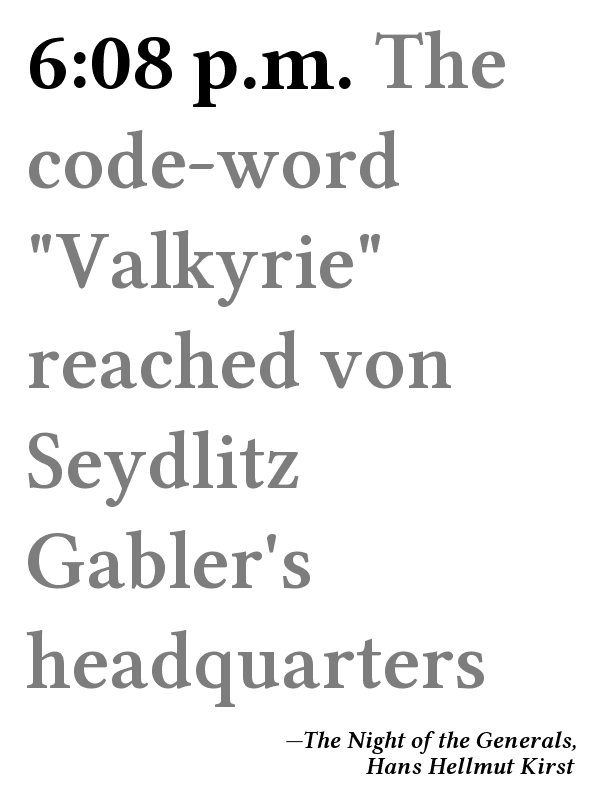 6:08 p.m. The
code-word
"Valkyrie"
reached von
Seydlitz
Gabler's
headquarters
—The Night of the Generals,
Hans Hellmut Kirst